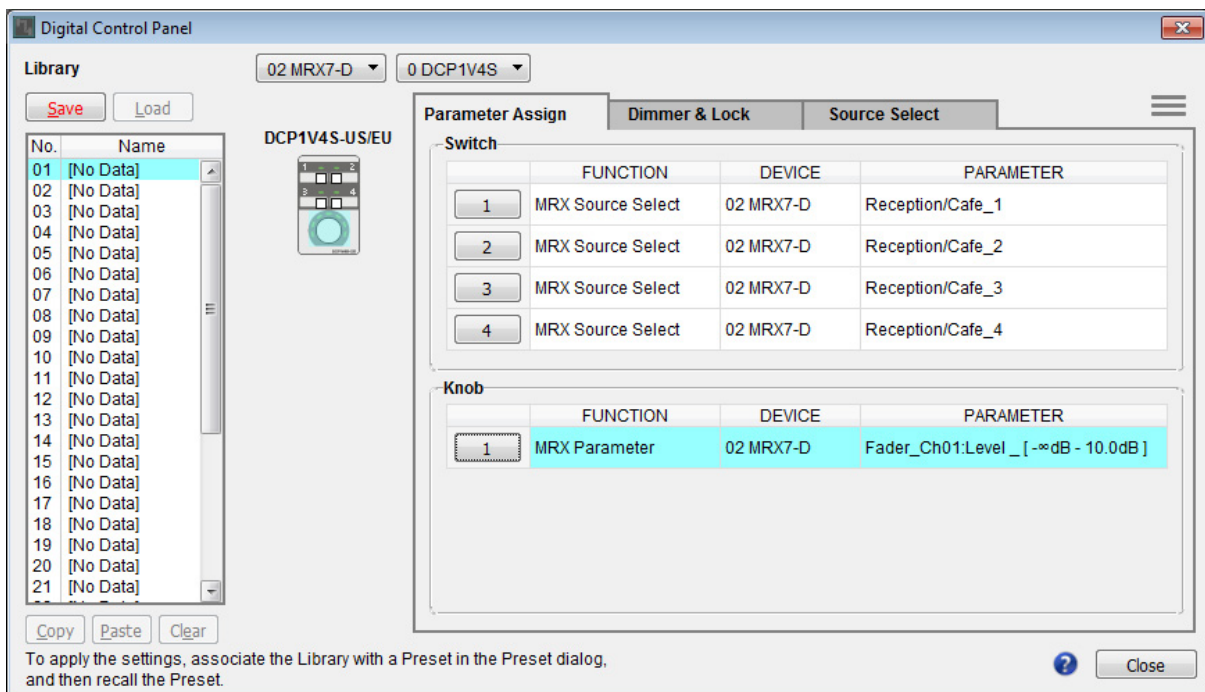 Digital Control Panel
Library
02 MRX7-D
0 DCP1V4S
Save
Load
No. Name
01 [No Data]
02 [No Data]
03 [No Data]
04 [No Data]
05 [No Data]
06 [No Data]
07 [No Data]
08 [No Data]
09 [No Data]
10 [No Data]
11 [No Data]
12 [No Data]
13 [No Data]
14 [No Data]
15 [No Data]
16 [No Data]
17 [No Data]
18 [No Data]
19 [No Data]
20 [No Data]
21 [No Data]
Copy
Paste
Clear
DCP1V4S-US/EU
1 2
3 4
Parameter Assign
Dimmer & Lock
Source Select
Switch
FUNCTION DEVICE PARAMETER
1 MRX Source Select 02 MRX7-D Reception/Cafe_1
2 MRX Source Select 02 MRX7-D Reception/Cafe_2
3 MRX Source Select 02 MRX7-D Reception/Cafe_3
4 MRX Source Select 02 MRX7-D Reception/Cafe_4
Knob
FUNCTION DEVICE PARAMETER
1 MRX Parameter 02 MRX7-D Fader_Ch01:Level _ [ -∞dB - 10.0dB ]
To apply the settings, associate the Library with a Preset in the Preset dialog,
and then recall the Preset.
?
Close